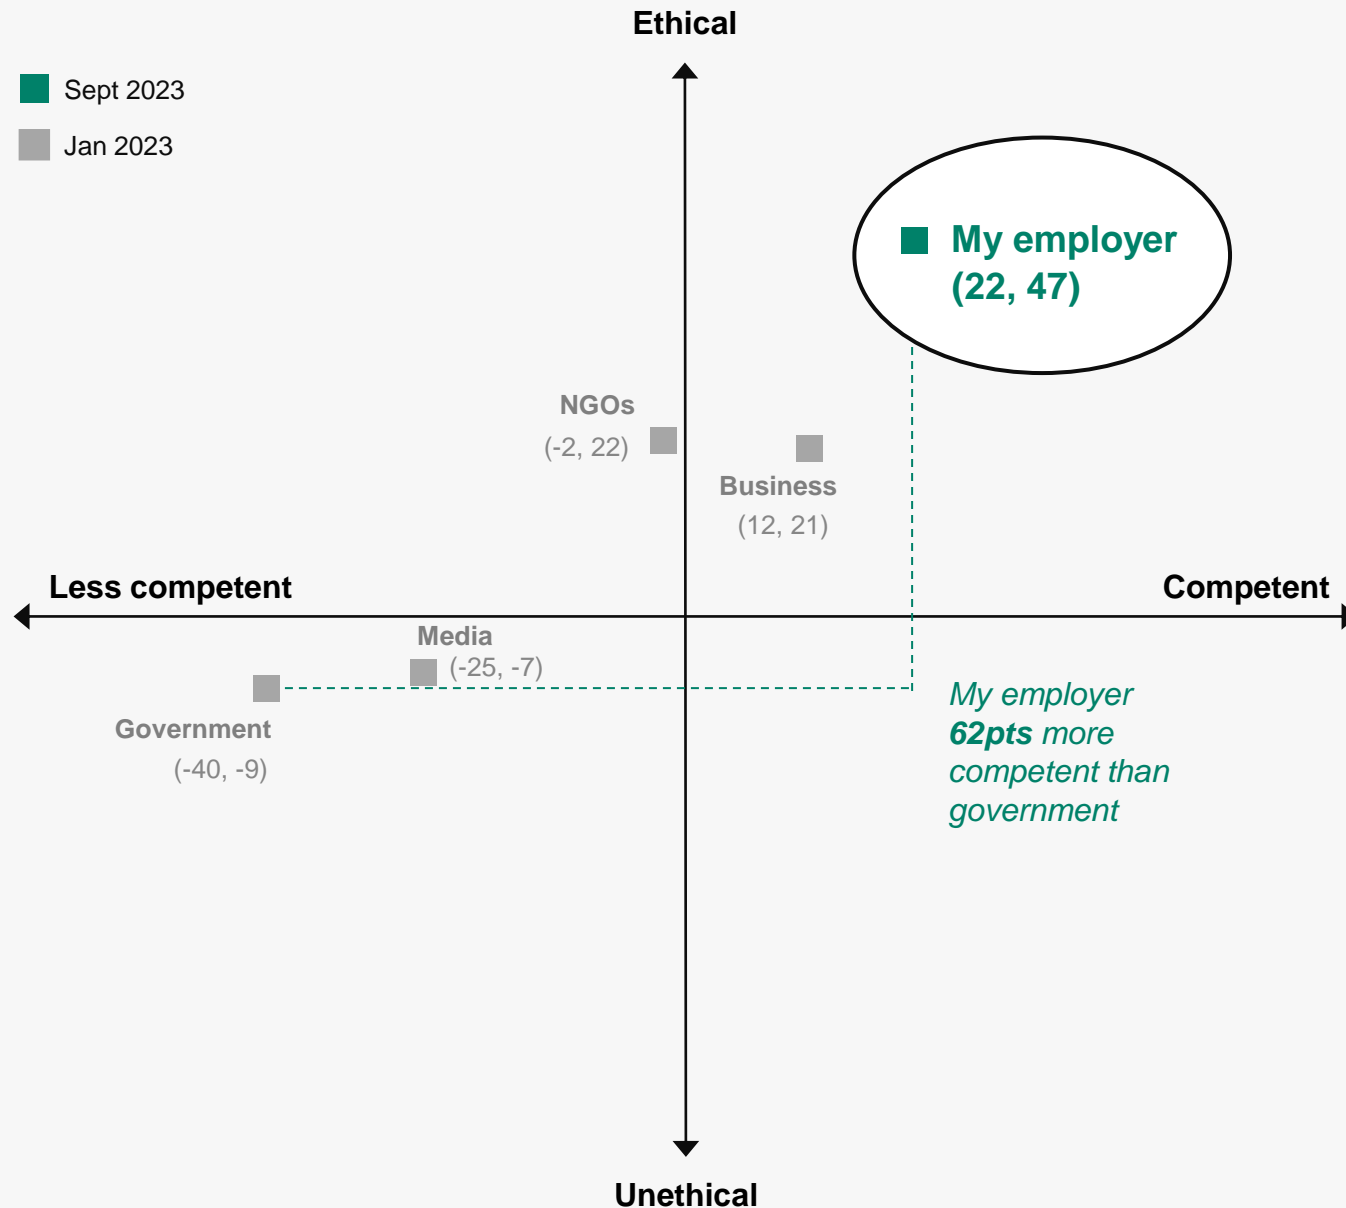 Ethical
Sept 2023
Jan 2023
My employer
(22, 47)
NGOs
(-2, 22)
Business
(12, 21)
Less competent
Competent
Media
(-25, -7)
Government
(-40, -9)
My employer
62pts more
competent than
government
Unethical